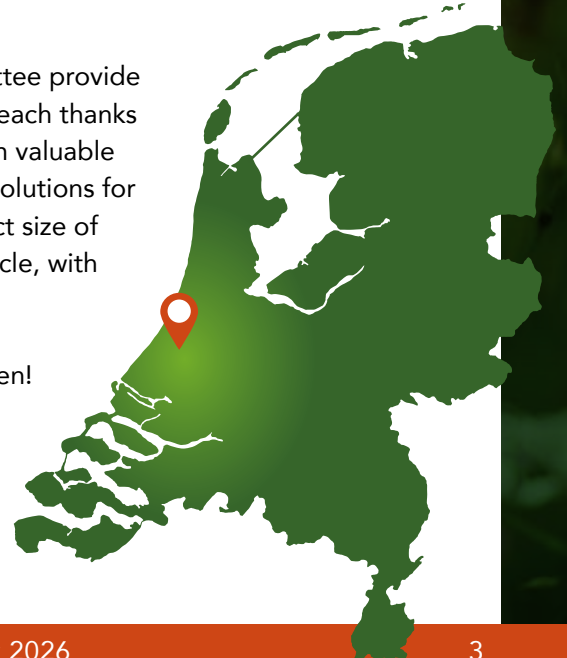 ttee provide
each thanks
n valuable
olutions for
ct size of
cle, with
en!
2026
3